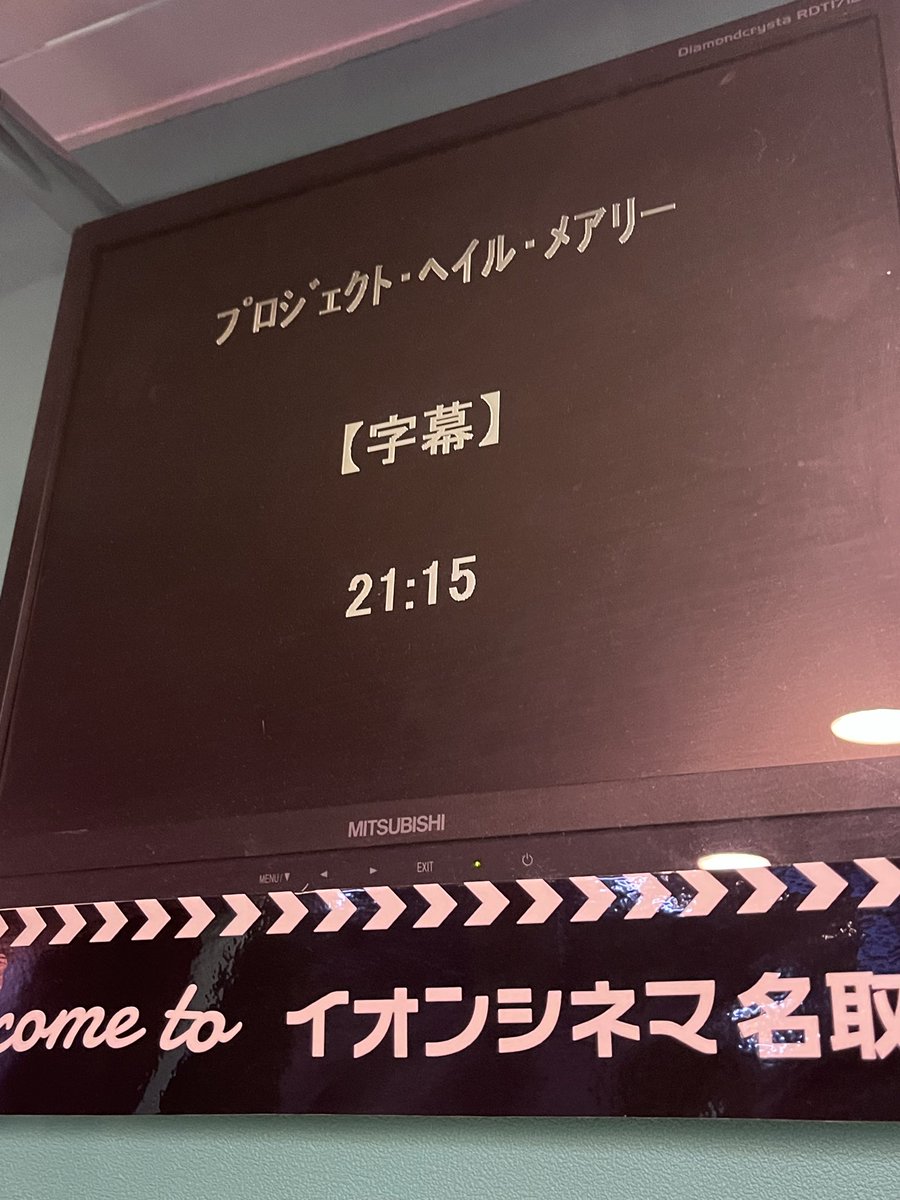 Diamondcrysta RDT171
ﾌﾟﾛｼﾞｪｸﾄ･ﾍｲﾙ･ﾒｱﾘｰ
【字幕】
21:15
MITSUBISHI
MENU/▼ ◀ ▶ EXIT
come to イオンシネマ名取